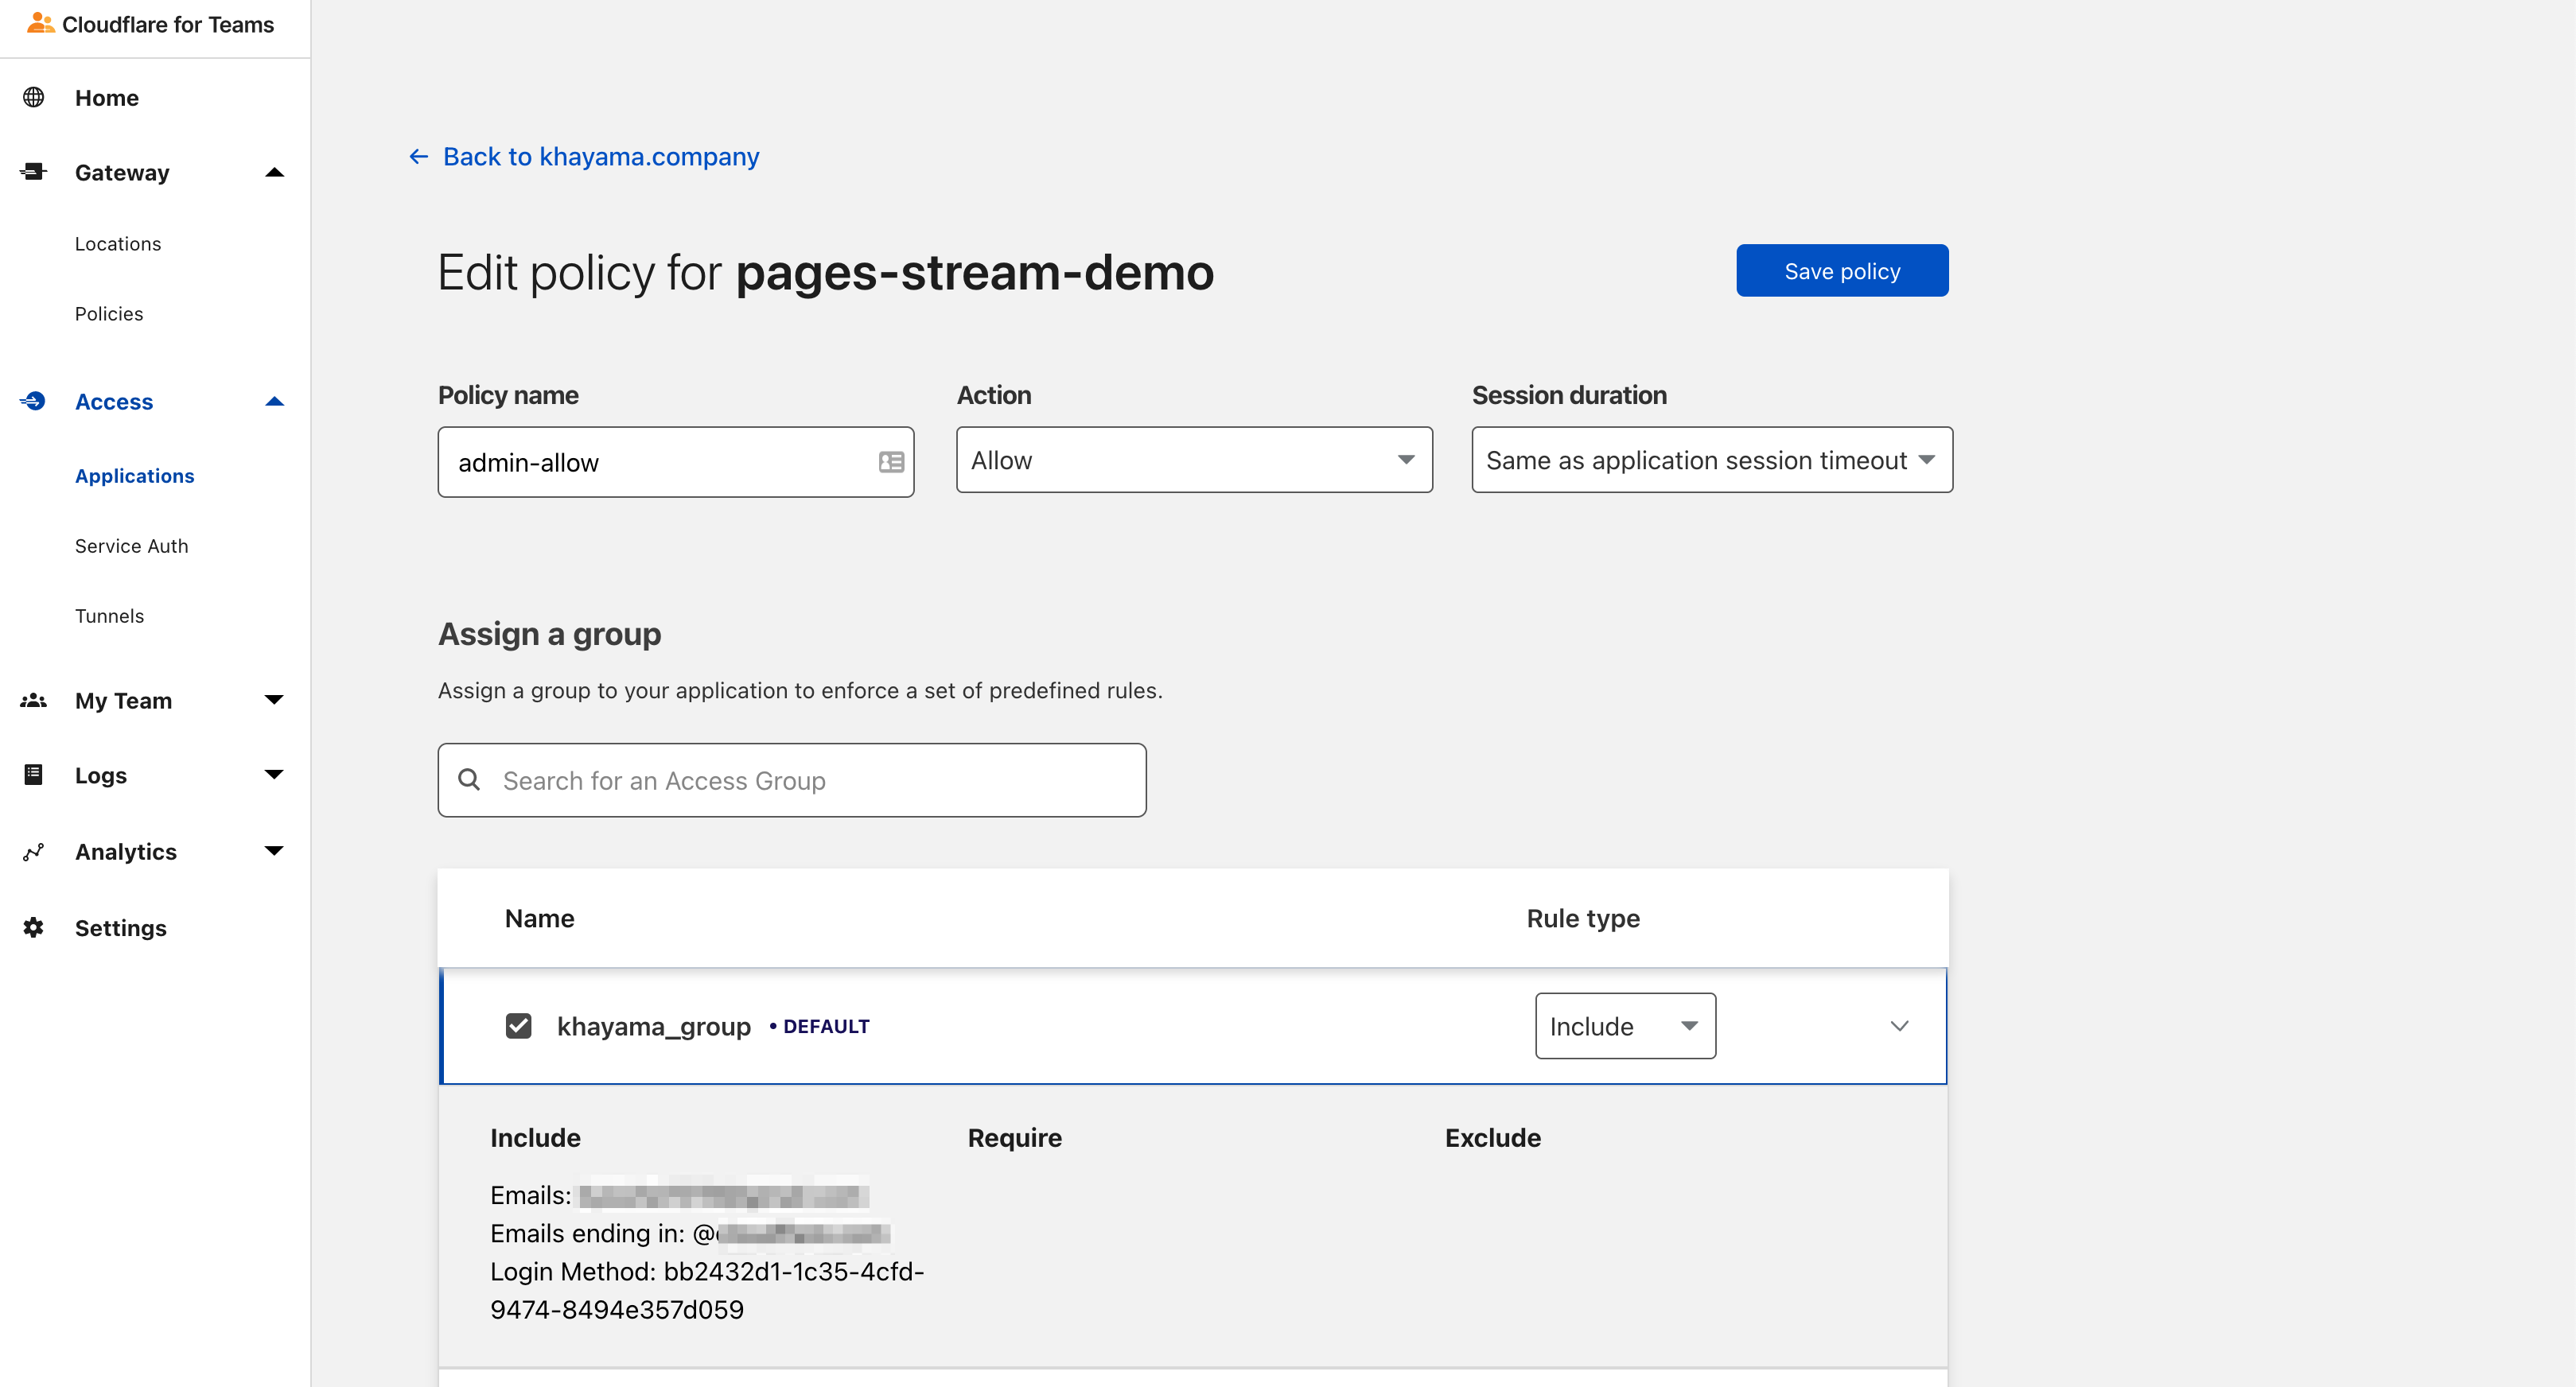 Cloudflare for Teams
Home
Gateway
Locations
Policies
Access
Applications
Service Auth
Tunnels
My Team
Logs
Analytics
Settings
Back to khayama.company
Edit policy for pages-stream-demo
Save policy
Policy name
Action
Session duration
admin-allow
Allow
Same as application session timeout
Assign a group
Assign a group to your application to enforce a set of predefined rules.
Search for an Access Group
Name
Rule type
khayama_group • DEFAULT
Include
Include
Require
Exclude
Emails:
Emails ending in: @
Login Method: bb2432d1-1c35-4cfd-
9474-8494e357d059